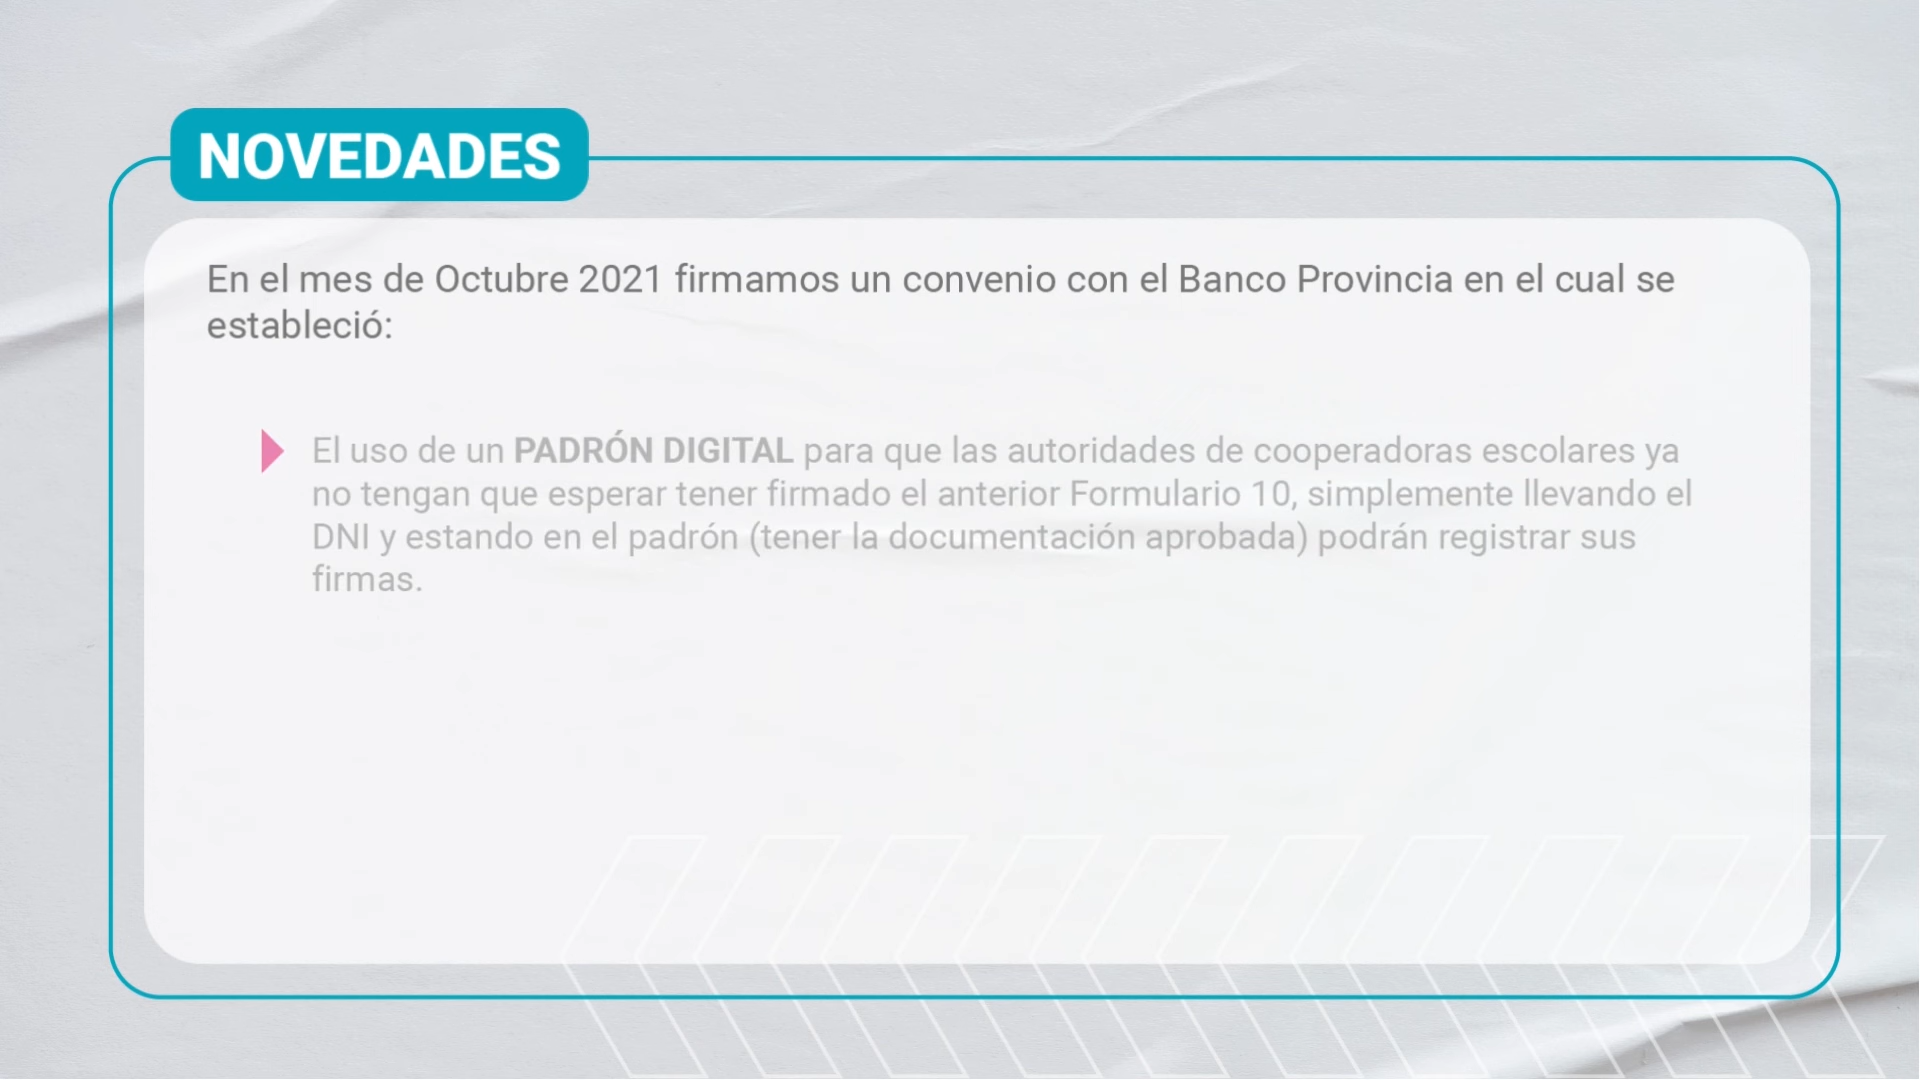 NOVEDADES
En el mes de Octubre 2021 firmamos un convenio con el Banco Provincia en el cual se
estableció:
El uso de un PADRÓN DIGITAL para que las autoridades de cooperadoras escolares ya
no tengan que esperar tener firmado el anterior Formulario 10, simplemente llevando el
DNI y estando en el padrón (tener la documentación aprobada) podrán registrar sus
firmas.